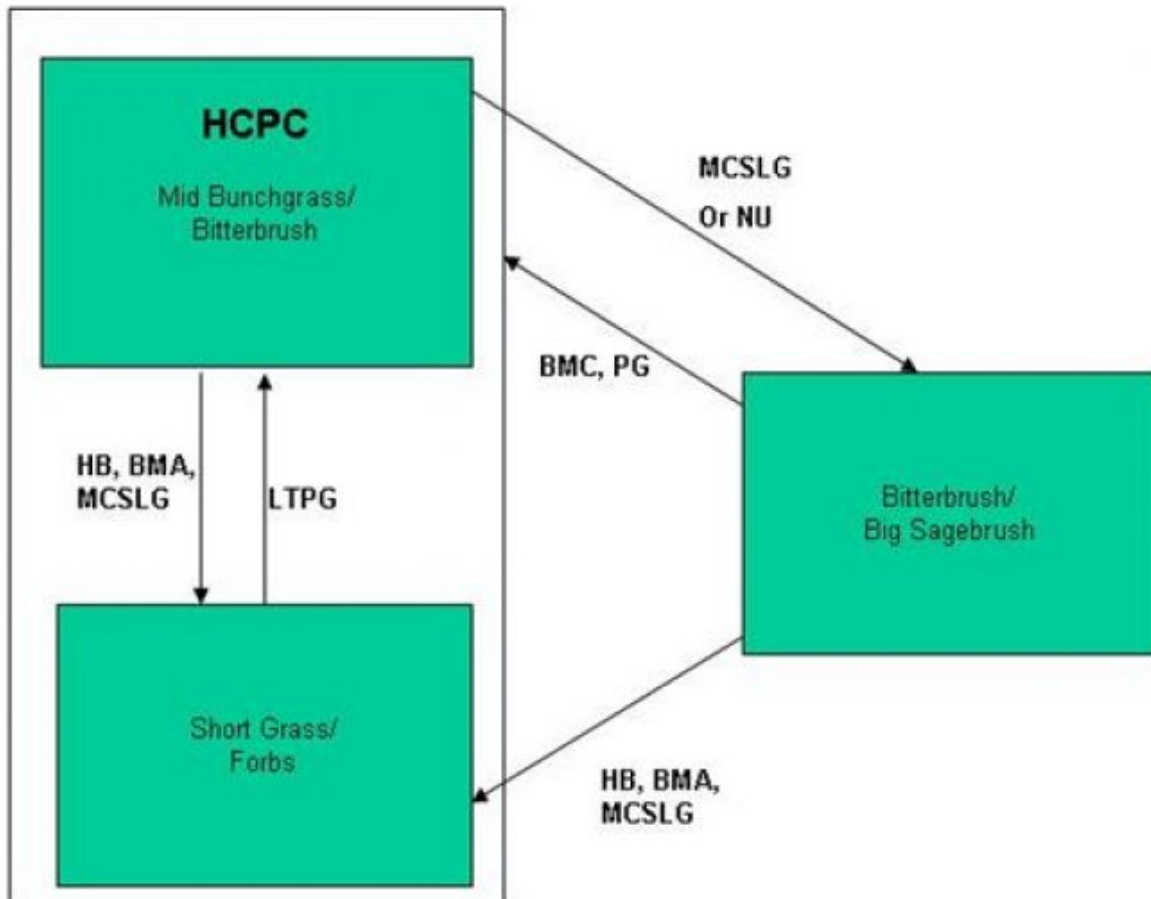 HCPC
Mid Bunchgrass/
Bitterbrush
MCSLG
Or NU
BMC, PG
HB, BMA,
MCSLG
LTPG
Bitterbrush/
Big Sagebrush
Short Grass/
Forbs
HB, BMA,
MCSLG